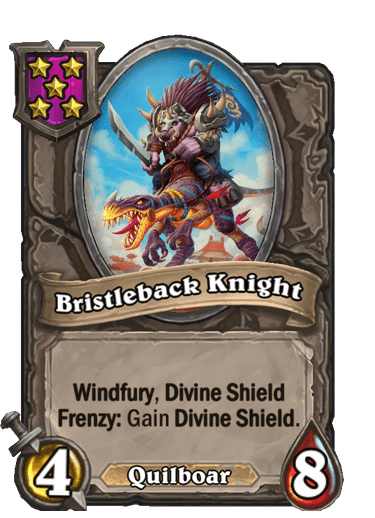 Bristleback Knight
Windfury, Divine Shield
Frenzy: Gain Divine Shield.
4
Quilboar
8